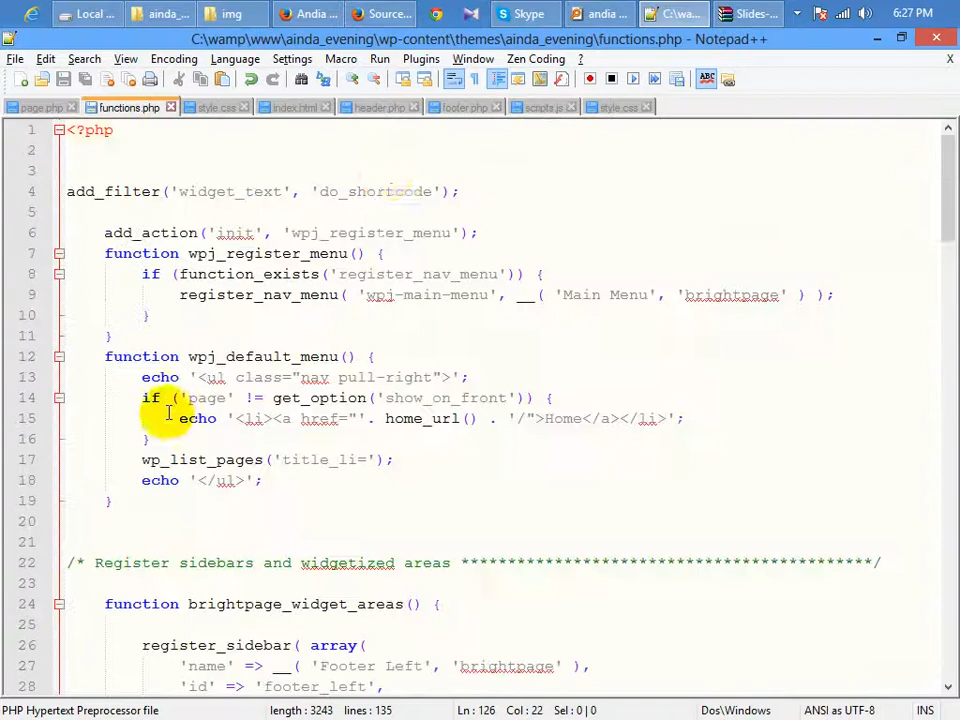 Local ...
ainda_...
img
Andia ...
Source...
Skype
andia ...
C:\wa...
Slides-...
6:27 PM
C:\wamp\www\ainda_evening\wp-content\themes\ainda_evening\functions.php - Notepad++
File Edit Search View Encoding Language Settings Macro Run Plugins Window Zen Coding ? X
page.php functions.php style.css index.html header.php footer.php scripts.js style.css
1 <?php
2
3
4 add_filter('widget_text', 'do_shortcode');
5
6 add_action('init', 'wpj_register_menu');
7 function wpj_register_menu() {
8 if (function_exists('register_nav_menu')) {
9 register_nav_menu( 'wpj-main-menu', __( 'Main Menu', 'brightpage' ) );
10 }
11 }
12 function wpj_default_menu() {
13 echo '<ul class="nav pull-right">';
14 if ('page' != get_option('show_on_front')) {
15 echo '<li><a href="'. home_url() . '/">Home</a></li>';
16 }
17 wp_list_pages('title_li=');
18 echo '</ul>';
19 }
20
21
22 /* Register sidebars and widgetized areas ********************************************/
23
24 function brightpage_widget_areas() {
25
26 register_sidebar( array(
27 'name' => __( 'Footer Left', 'brightpage' ),
28 'id' => 'footer_left',
PHP Hypertext Preprocessor file length : 3243 lines : 135 Ln : 126 Col : 22 Sel : 0 | 0 Dos\Windows ANSI as UTF-8 INS